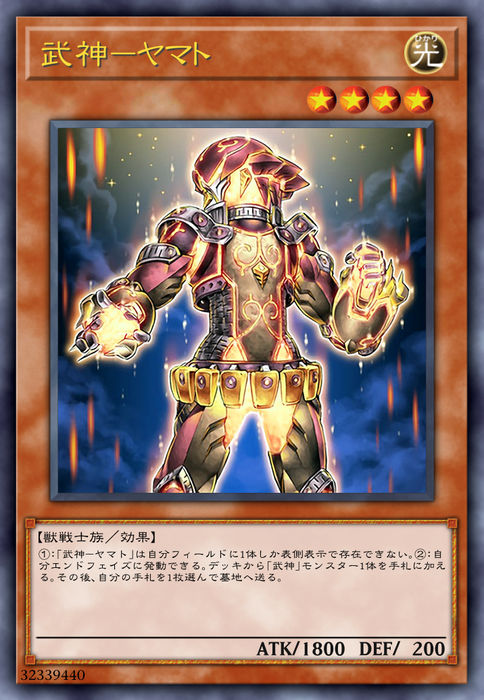 武神－ヤマト
ひかり
光
【獣戦士族／効果】
①：「武神－ヤマト」は自分フィールドに1体しか表側表示で存在できない。②：自
分エンドフェイズに発動できる。デッキから「武神」モンスター1体を手札に加え
る。その後、自分の手札を1枚選んで墓地へ送る。
ATK/1800 DEF/ 200
32339440